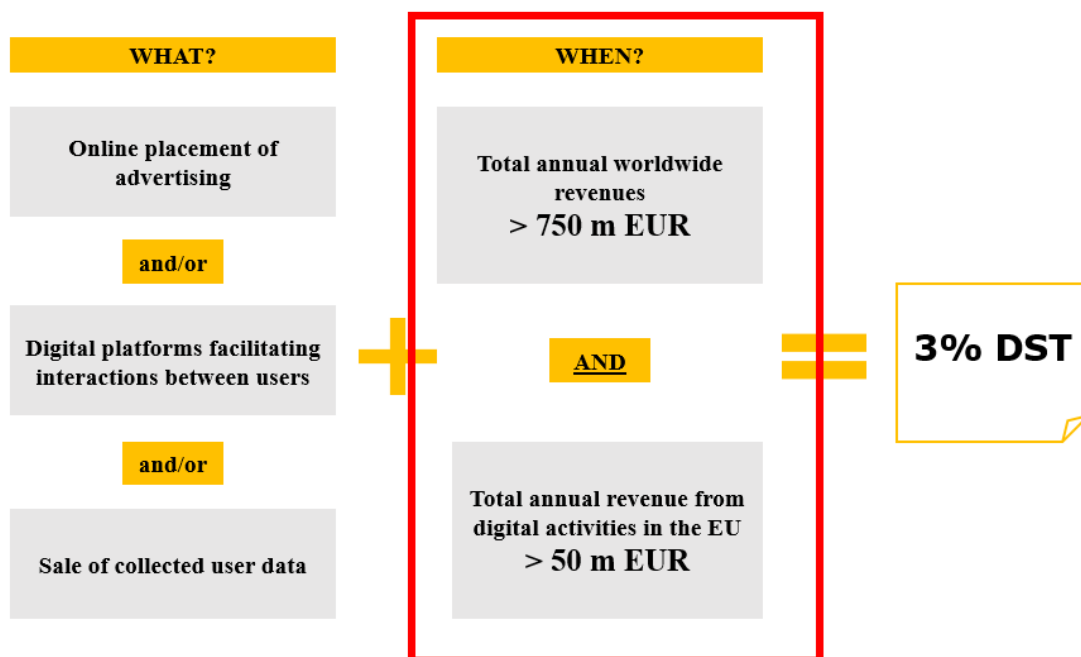 WHAT?
Online placement of
advertising
and/or
Digital platforms facilitating
interactions between users
and/or
Sale of collected user data
WHEN?
Total annual worldwide
revenues
> 750 m EUR
AND
Total annual revenue from
digital activities in the EU
> 50 m EUR
3% DST